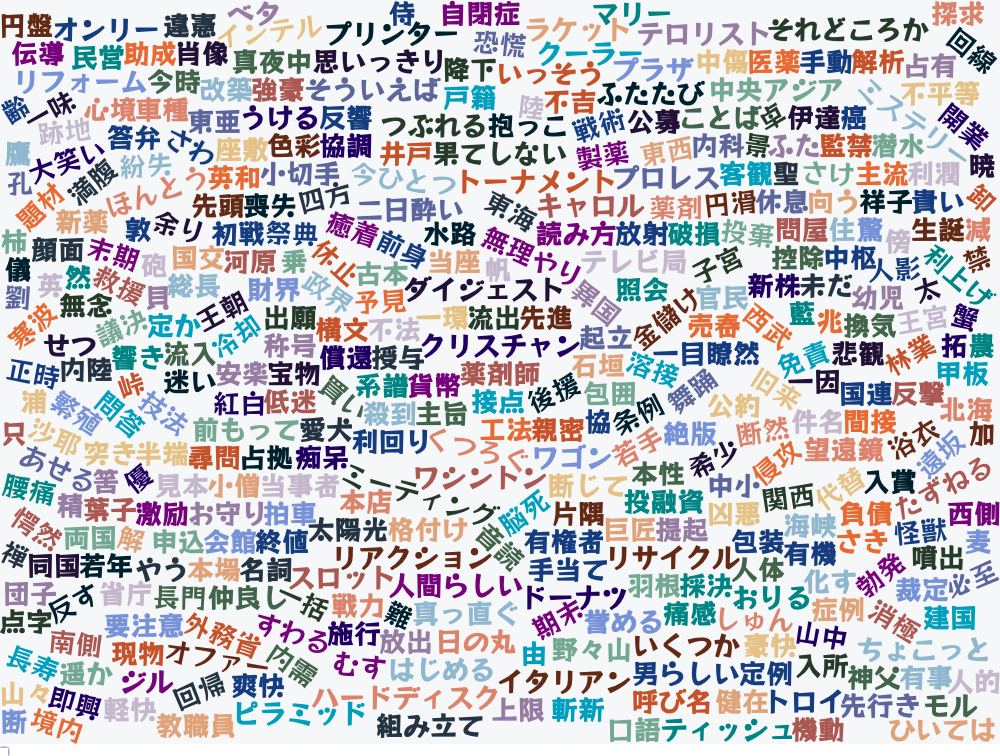 円盤 オンリー 違憲 ベタ インテル プリンター 侍 自閉症 ラケット マリー テロリスト それどころか 探求
伝導 民営 助成 肖像 真夜中 思いっきり 恐慌 クーラー プラザ 中傷 医薬 手動 解析 占有 回線
リフォーム 今時 改築 強豪 そういえば 降下 いっそう 戸籍 陸 不吉 ふたたび 中央アジア ミステリー 不平等
齢 一味 心境 車種 東亜 うける 反響 つぶれる 抱っこ 戦術 公募 ことば 卓 伊達 癌 開業
跡地 答弁 さわ 座敷 色彩 協調 井戸 果てしない 製薬 東西 内科 景 ふた 監禁 潜水 暁
鷹 大笑い 紛失 英和 小切手 今ひとつ トーナメント プロレス 客観 聖 さけ 主流 利潤
孔 題材 満腹 ほんとう 先頭 喪失 四方 二日酔い 東海 キャロル 薬剤 円滑 休息 向う 祥子 貴い 卸
新薬 敦 余り 初戦 祭典 癒着 前身 水路 無理やり 読み方 放射 破損 投棄 問屋 住 驚 傍 生誕 減
柿 顔面 末期 砲 国交 河原 乗 休止 古本 当座 帆 テレビ局 子宮 控除 中枢 人影 利上げ 禁
儀 英 然 救援 貝 総長 財界 政界 予見 ダイジェスト 異国 照会 官民 新株 未だ 幼児 太
劉 無念 議決 定か 王朝 出願 構文 不法 一環 流出 先進 起立 金儲け 売春 西武 藍 兆 換気 王宮 蟹
寒波 せつ 響き 流入 冷却 称号 償還 授与 クリスチャン 石垣 溶接 一目瞭然 免責 悲観 林業 拓 農
正時 内陸 峠 迷い 安楽 宝物 買い 系譜 貨幣 薬剤師 後援 包囲 舞踊 旧来 一因 国連 反撃 甲板
浦 繁殖 問答 技法 紅白 低迷 殺到 主旨 接点 協 条例 公約 件名 間接 北海
只 沙耶 突き 半端 前もって 愛犬 利回り くつろぐ 工法 親密 ワゴン 若手 絶版 断然 望遠鏡 浴衣 加
あせる 筈 優 尋問 占拠 痴呆 ミーティング ワシントン 断じて 本性 希少 侵攻 遠坂
腰痛 精 葉子 見本 小僧 当事者 本店 投融資 中小 関西 代替 入賞 たずねる
愕然 両国 解 激励 お守り 拍車 太陽光 格付け 音読 脳死 片隅 巨匠 提起 凶悪 海峡 負債 怪獣 西側
禅 同国 若年 申込 会館 終値 リアクション 有権者 リサイクル 包装 有機 さき 噴出 麦
団子 反す 省庁 やう 本場 名詞 スロット 人間らしい 手当て ドーナツ 羽根 採決 人体 おりる 化す 勃発 裁定 必至
点字 長門 仲良し 一括 戦力 難 真っ直ぐ 期末 誉める 痛感 しゅん 症例 消極 建国
南側 要注意 外務省 すわる 施行 放出 日の丸 由 野々山 いくつか 豪快 山中 ちょこっと
長寿 遥か 現物 オファー 内需 むす はじめる イタリアン 男らしい 定例 入所 神父 有事 人的
山々 即興 ジル 回帰 爽快 ハードディスク 上限 斬新 呼び名 健在 トロイ 先行き モル
断 境内 軽快 教職員 ピラミッド 組み立て 口語 ティッシュ 機動 ひいては